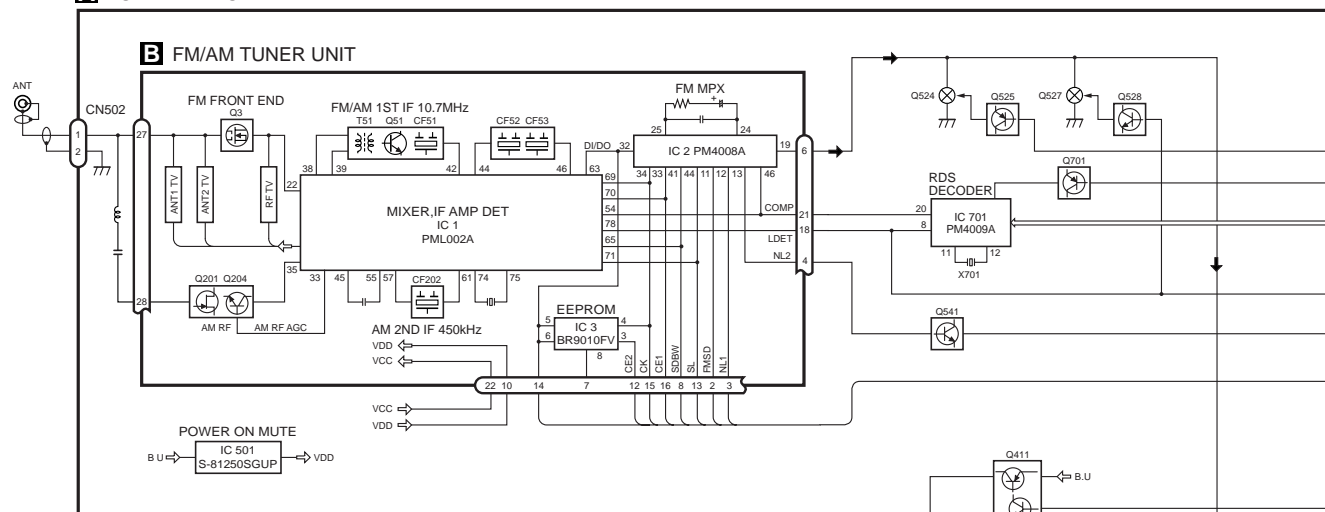 B FM/AM TUNER UNIT
ANT
CN502
1
2
27
28
FM FRONT END
Q3
ANT1 TV
ANT2 TV
RF TV
22
35
Q201 Q204
AM RF
AM RF AGC
FM/AM 1ST IF 10.7MHz
T51 Q51 CF51
CF52 CF53
38 39 42 44 46 63
DI/DO 32
MIXER,IF AMP DET
IC 1
PML002A
69
70
54
78
65
71
33 45 55 57 61 74 75
CF202
AM 2ND IF 450kHz
FM MPX
25 24
IC 2 PM4008A
19
34 33 41 44 11 12 13 46
COMP
LDET
NL2
6
21
18
4
EEPROM
IC 3
BR9010FV
5
6
4
3
8
CE2
CK
CE1
SDBW
SL
FMSD
NL1
VDD
VCC
22 10 14 7 12 15 16 8 13 2 3
VCC
VDD
POWER ON MUTE
B U
IC 501
S-81250SGUP
VDD
Q524
Q525
Q527
Q528
Q701
RDS
DECODER
20
8
IC 701
PM4009A
11 12
X701
Q541
Q411
B.U